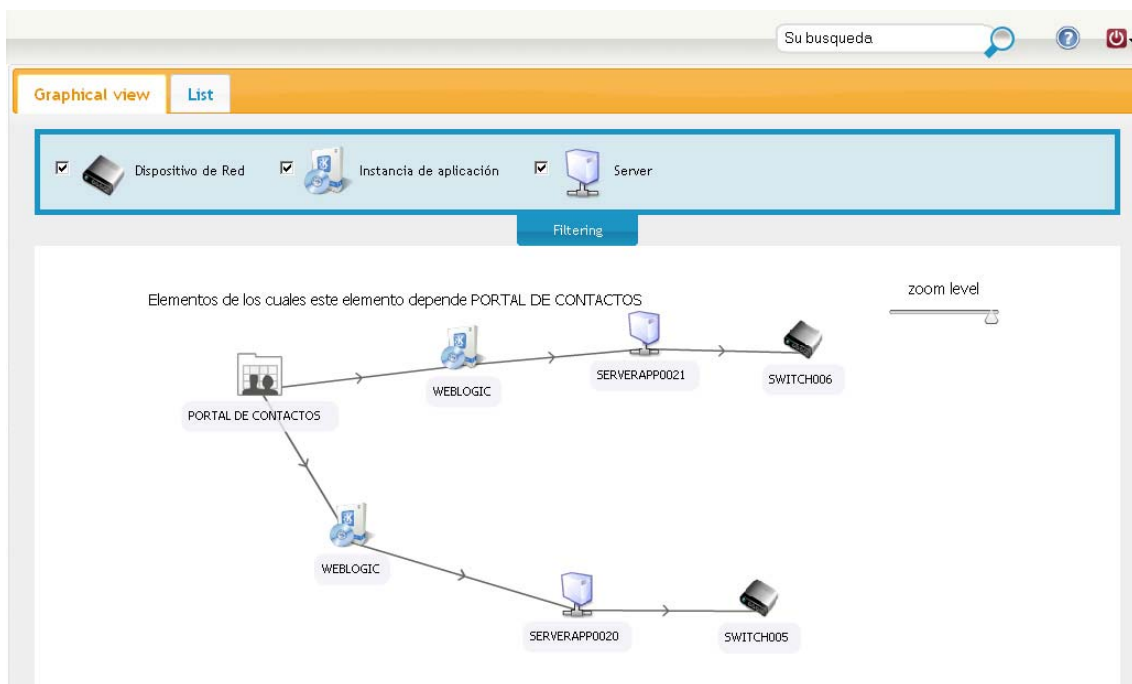 Su busqueda
Graphical view
List
Dispositivo de Red
Instancia de aplicación
Server
Filtering
Elementos de los cuales este elemento depende PORTAL DE CONTACTOS
zoom level
PORTAL DE CONTACTOS
WEBLOGIC
SERVERAPP0021
SWITCH006
WEBLOGIC
SERVERAPP0020
SWITCH005